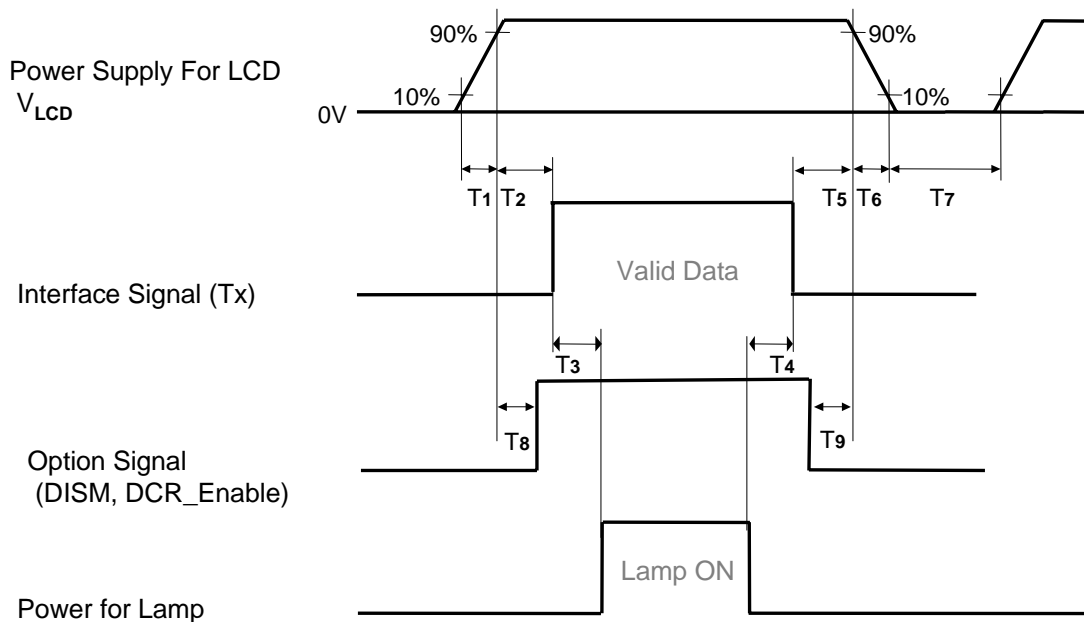 90%
90%
Power Supply For LCD
10%
10%
VLCD
0V
T1
T2
T5
T6
T7
Valid Data
Interface Signal (Tx)
T3
T4
T8
T9
Option Signal
(DISM, DCR_Enable)
Lamp ON
Power for Lamp